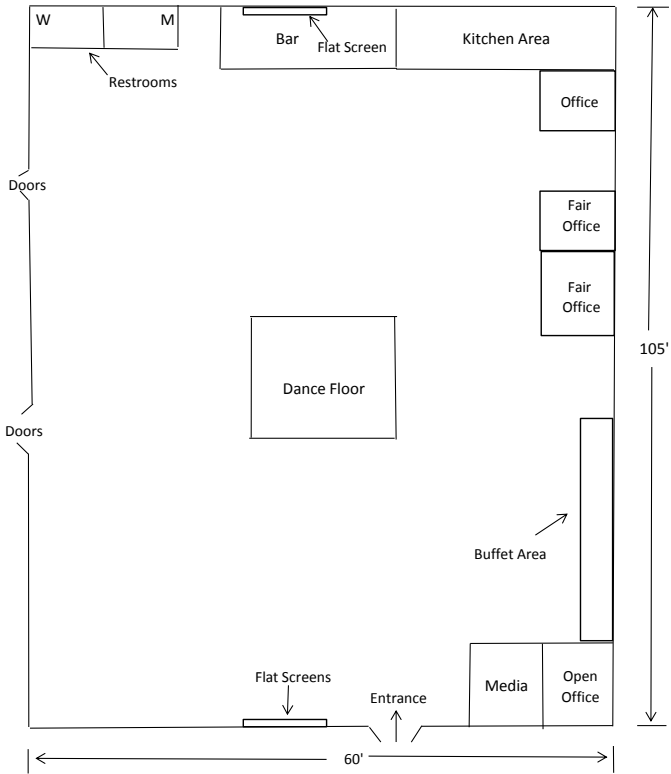 W
M
Bar
Flat Screen
Kitchen Area
Restrooms
Office
Doors
Fair
Office
Fair
Office
105'
Dance Floor
Doors
Buffet Area
Flat Screens
Entrance
Media
Open
Office
60'